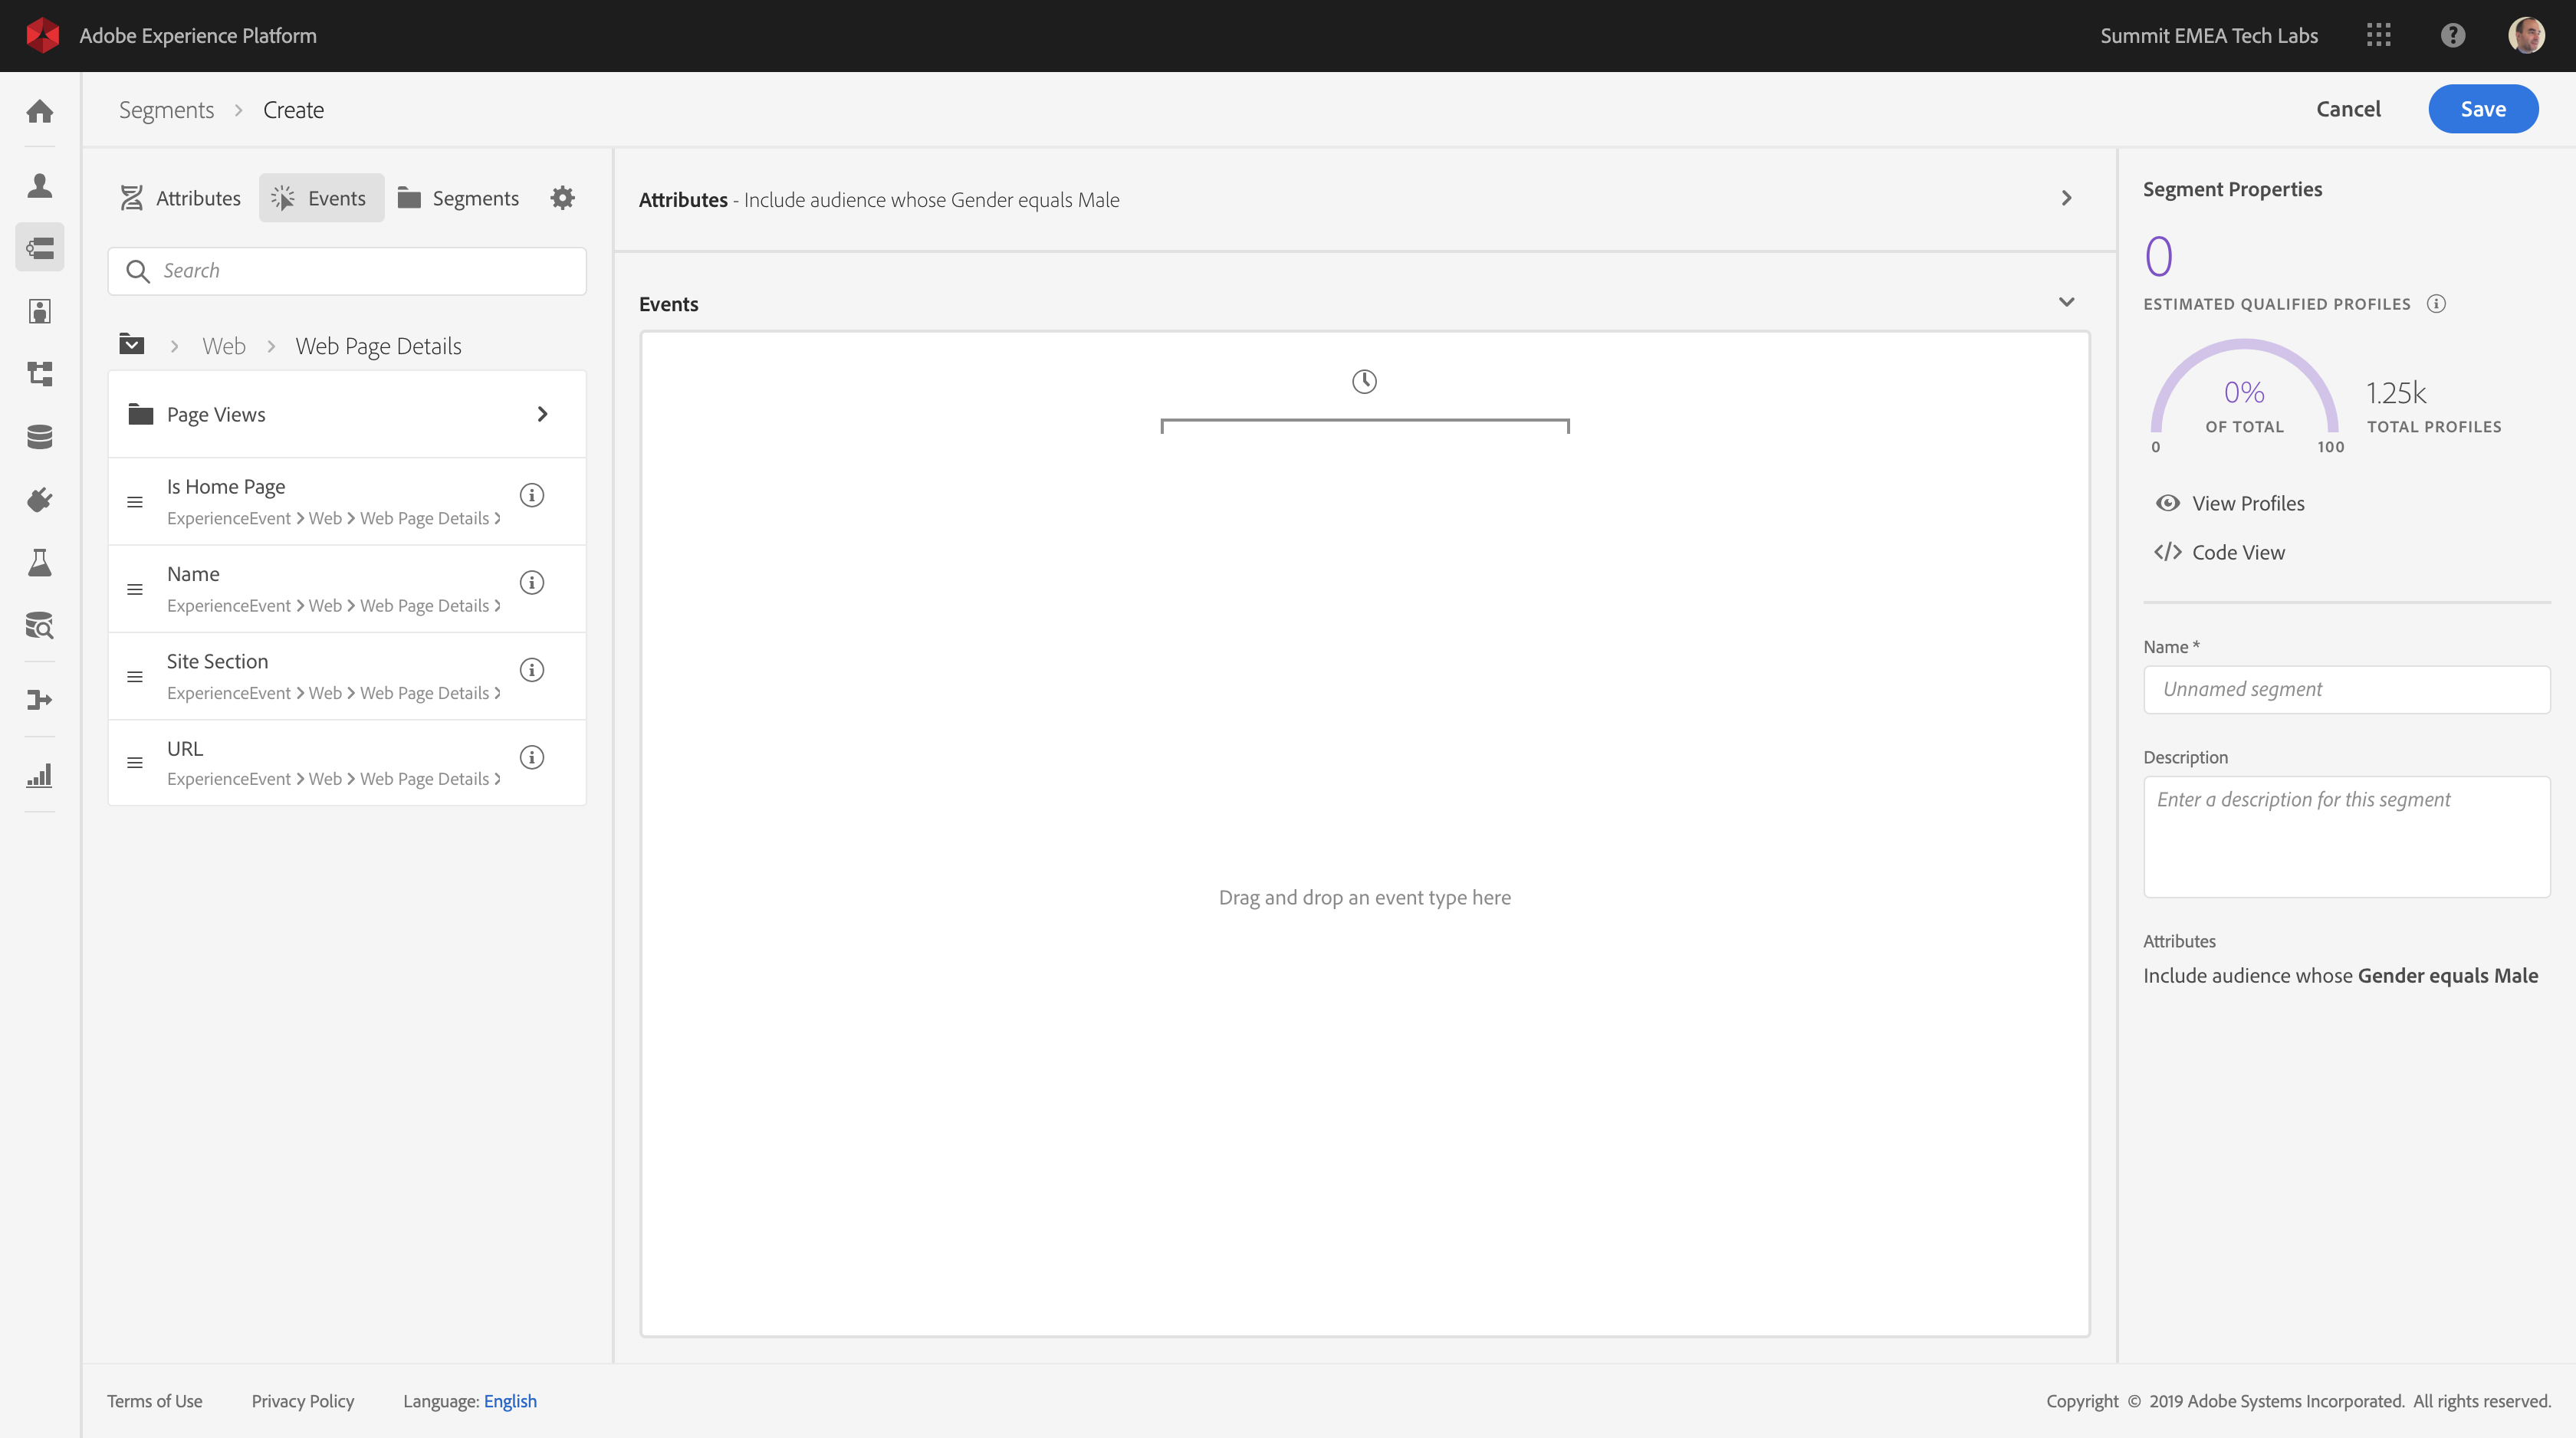 Adobe Experience Platform
Summit EMEA Tech Labs
Segments > Create
Cancel
Save
Attributes
Events
Segments
Search
Web > Web Page Details
Page Views
Is Home Page
ExperienceEvent > Web > Web Page Details >
Name
ExperienceEvent > Web > Web Page Details >
Site Section
ExperienceEvent > Web > Web Page Details >
URL
ExperienceEvent > Web > Web Page Details >
Attributes - Include audience whose Gender equals Male
Events
Drag and drop an event type here
Segment Properties
0
ESTIMATED QUALIFIED PROFILES
0%
OF TOTAL
0
100
1.25k
TOTAL PROFILES
View Profiles
</> Code View
Name *
Unnamed segment
Description
Enter a description for this segment
Attributes
Include audience whose Gender equals Male
Terms of Use
Privacy Policy
Language: English
Copyright © 2019 Adobe Systems Incorporated. All rights reserved.